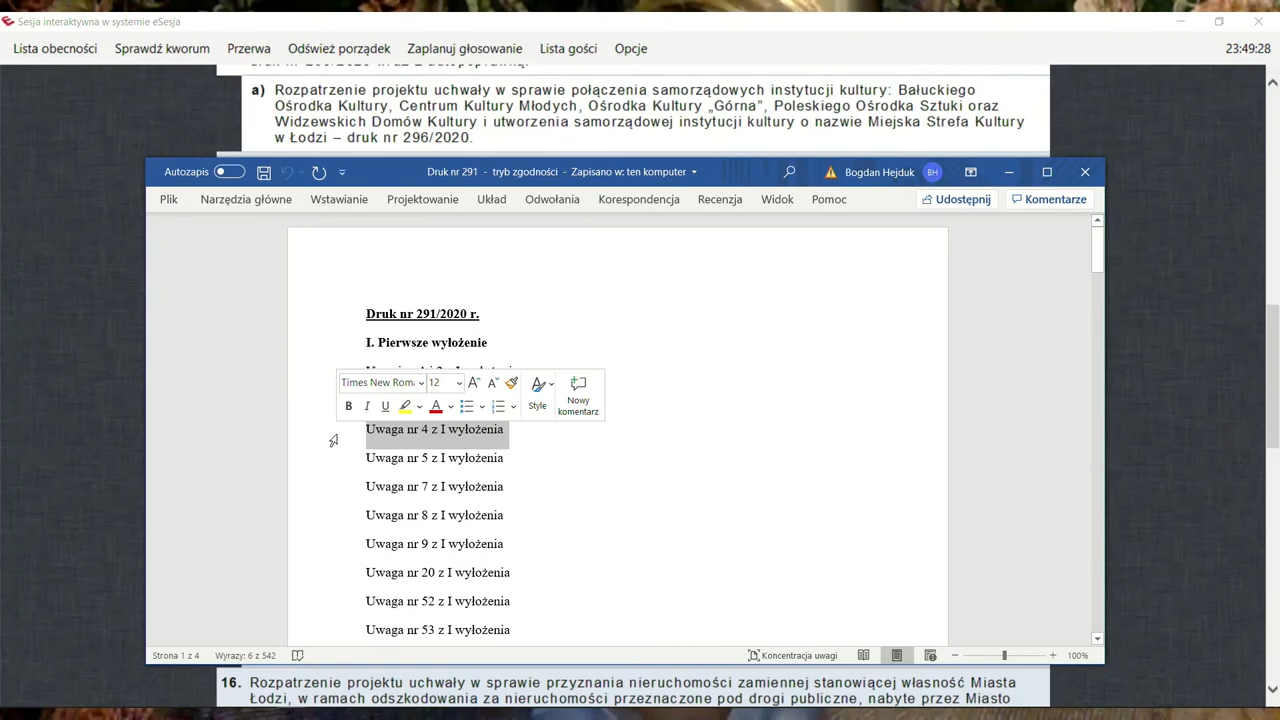 Sesja interaktywna w systemie eSesja
Lista obecności Sprawdź kworum Przerwa Odśwież porządek Zaplanuj głosowanie Lista gości Opcje 23:49:28
a) Rozpatrzenie projektu uchwały w sprawie połączenia samorządowych instytucji kultury: Bałuckiego
Ośrodka Kultury, Centrum Kultury Młodych, Ośrodka Kultury „Górna”, Poleskiego Ośrodka Sztuki oraz
Widzewskich Domów Kultury i utworzenia samorządowej instytucji kultury o nazwie Miejska Strefa Kultury
w Łodzi – druk nr 296/2020.
Autozapis Druk nr 291 - tryb zgodności - Zapisano w: ten komputer Bogdan Hejduk BH
Plik Narzędzia główne Wstawianie Projektowanie Układ Odwołania Korespondencja Recenzja Widok Pomoc Udostępnij Komentarze
Druk nr 291/2020 r.
I. Pierwsze wyłożenie
Times New Roma 12
Style Nowy komentarz
Uwaga nr 4 z I wyłożenia
Uwaga nr 5 z I wyłożenia
Uwaga nr 7 z I wyłożenia
Uwaga nr 8 z I wyłożenia
Uwaga nr 9 z I wyłożenia
Uwaga nr 20 z I wyłożenia
Uwaga nr 52 z I wyłożenia
Uwaga nr 53 z I wyłożenia
Strona 1 z 4 Wyrazy: 6 z 542 Koncentracja uwagi 100%
16. Rozpatrzenie projektu uchwały w sprawie przyznania nieruchomości zamiennej stanowiącej własność Miasta
Łodzi, w ramach odszkodowania za nieruchomości przeznaczone pod drogi publiczne, nabyte przez Miasto